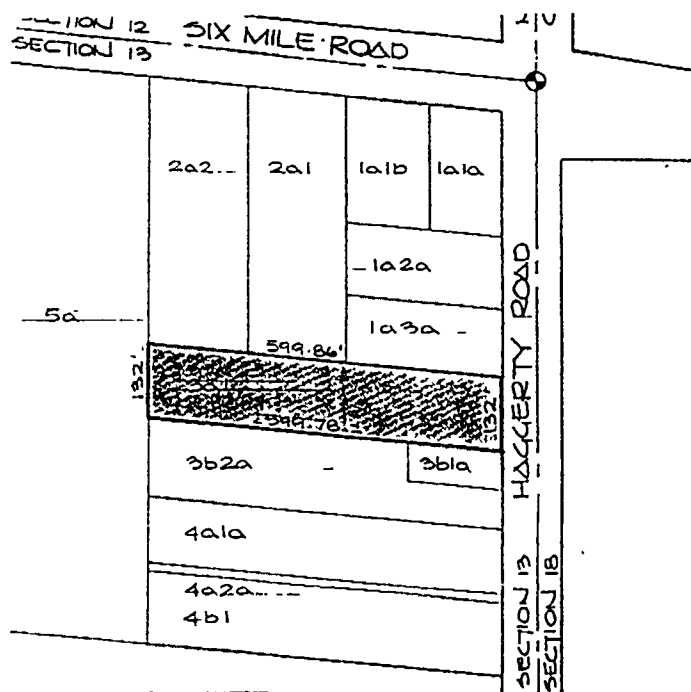 SECTION 12 SIX MILE ROAD
SECTION 13
2a2
2a1
1a1b
1a1a
1a2a
1a3a
5a
599.86'
132'
599.78
132'
3b2a
3b1a
4a1a
4a2a
4b1
HAGGERTY ROAD
SECTION 13
SECTION 18